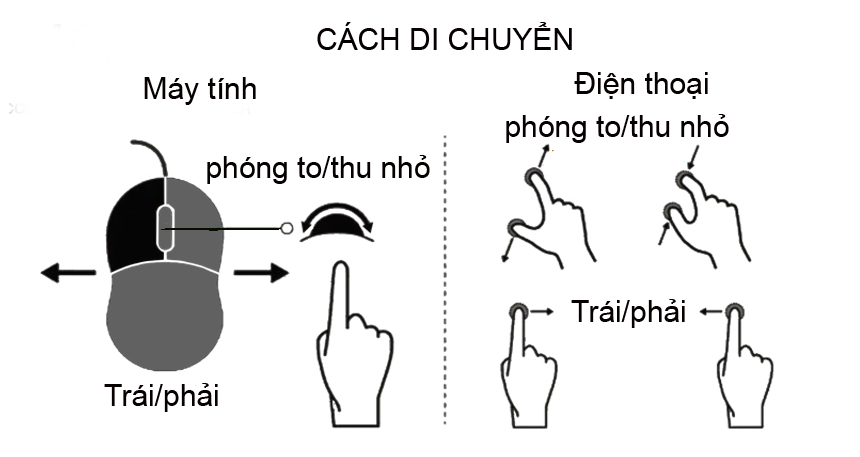 CÁCH DI CHUYỂN
Máy tính
phóng to/thu nhỏ
Trái/phải
Điện thoại
phóng to/thu nhỏ
Trái/phải